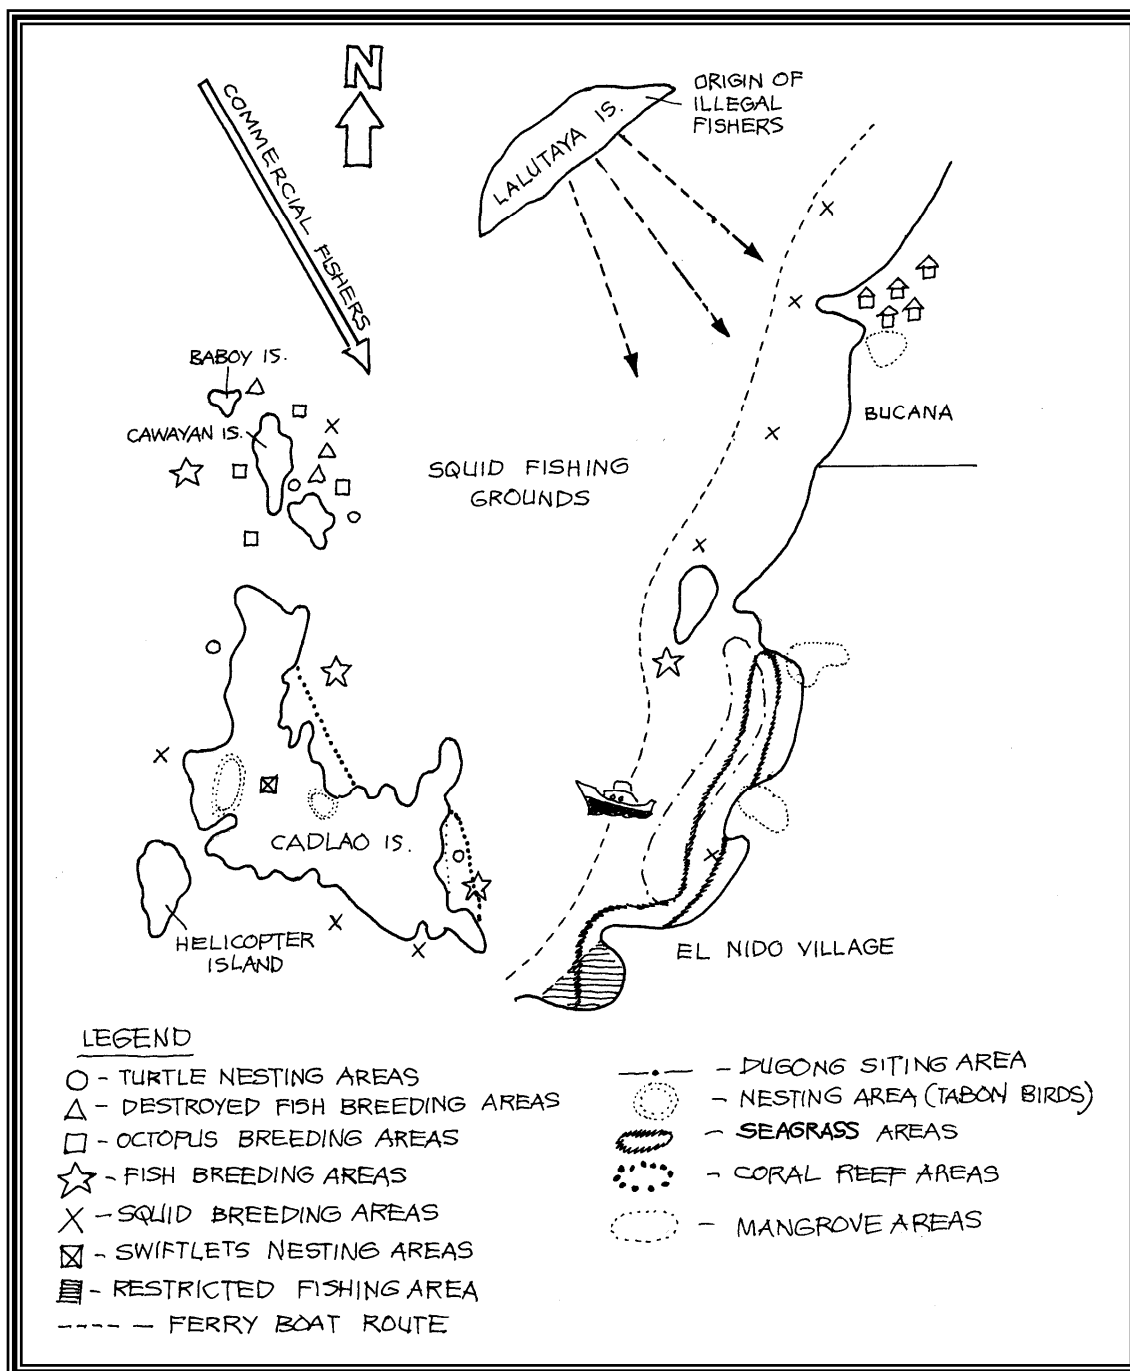 N
COMMERCIAL FISHERS
LALUTAYA IS.
ORIGIN OF
ILLEGAL
FISHERS
BABOY IS.
CAWAYAN IS.
SQUID FISHING
GROUNDS
BUCANA
CADLAO IS.
HELICOPTER
ISLAND
EL NIDO VILLAGE
LEGEND
- TURTLE NESTING AREAS
- DESTROYED FISH BREEDING AREAS
- OCTOPUS BREEDING AREAS
- FISH BREEDING AREAS
- SQUID BREEDING AREAS
- SWIFTLETS NESTING AREAS
- RESTRICTED FISHING AREA
- FERRY BOAT ROUTE
- DUGONG SITING AREA
- NESTING AREA (TABON BIRDS)
- SEAGRASS AREAS
- CORAL REEF AREAS
- MANGROVE AREAS